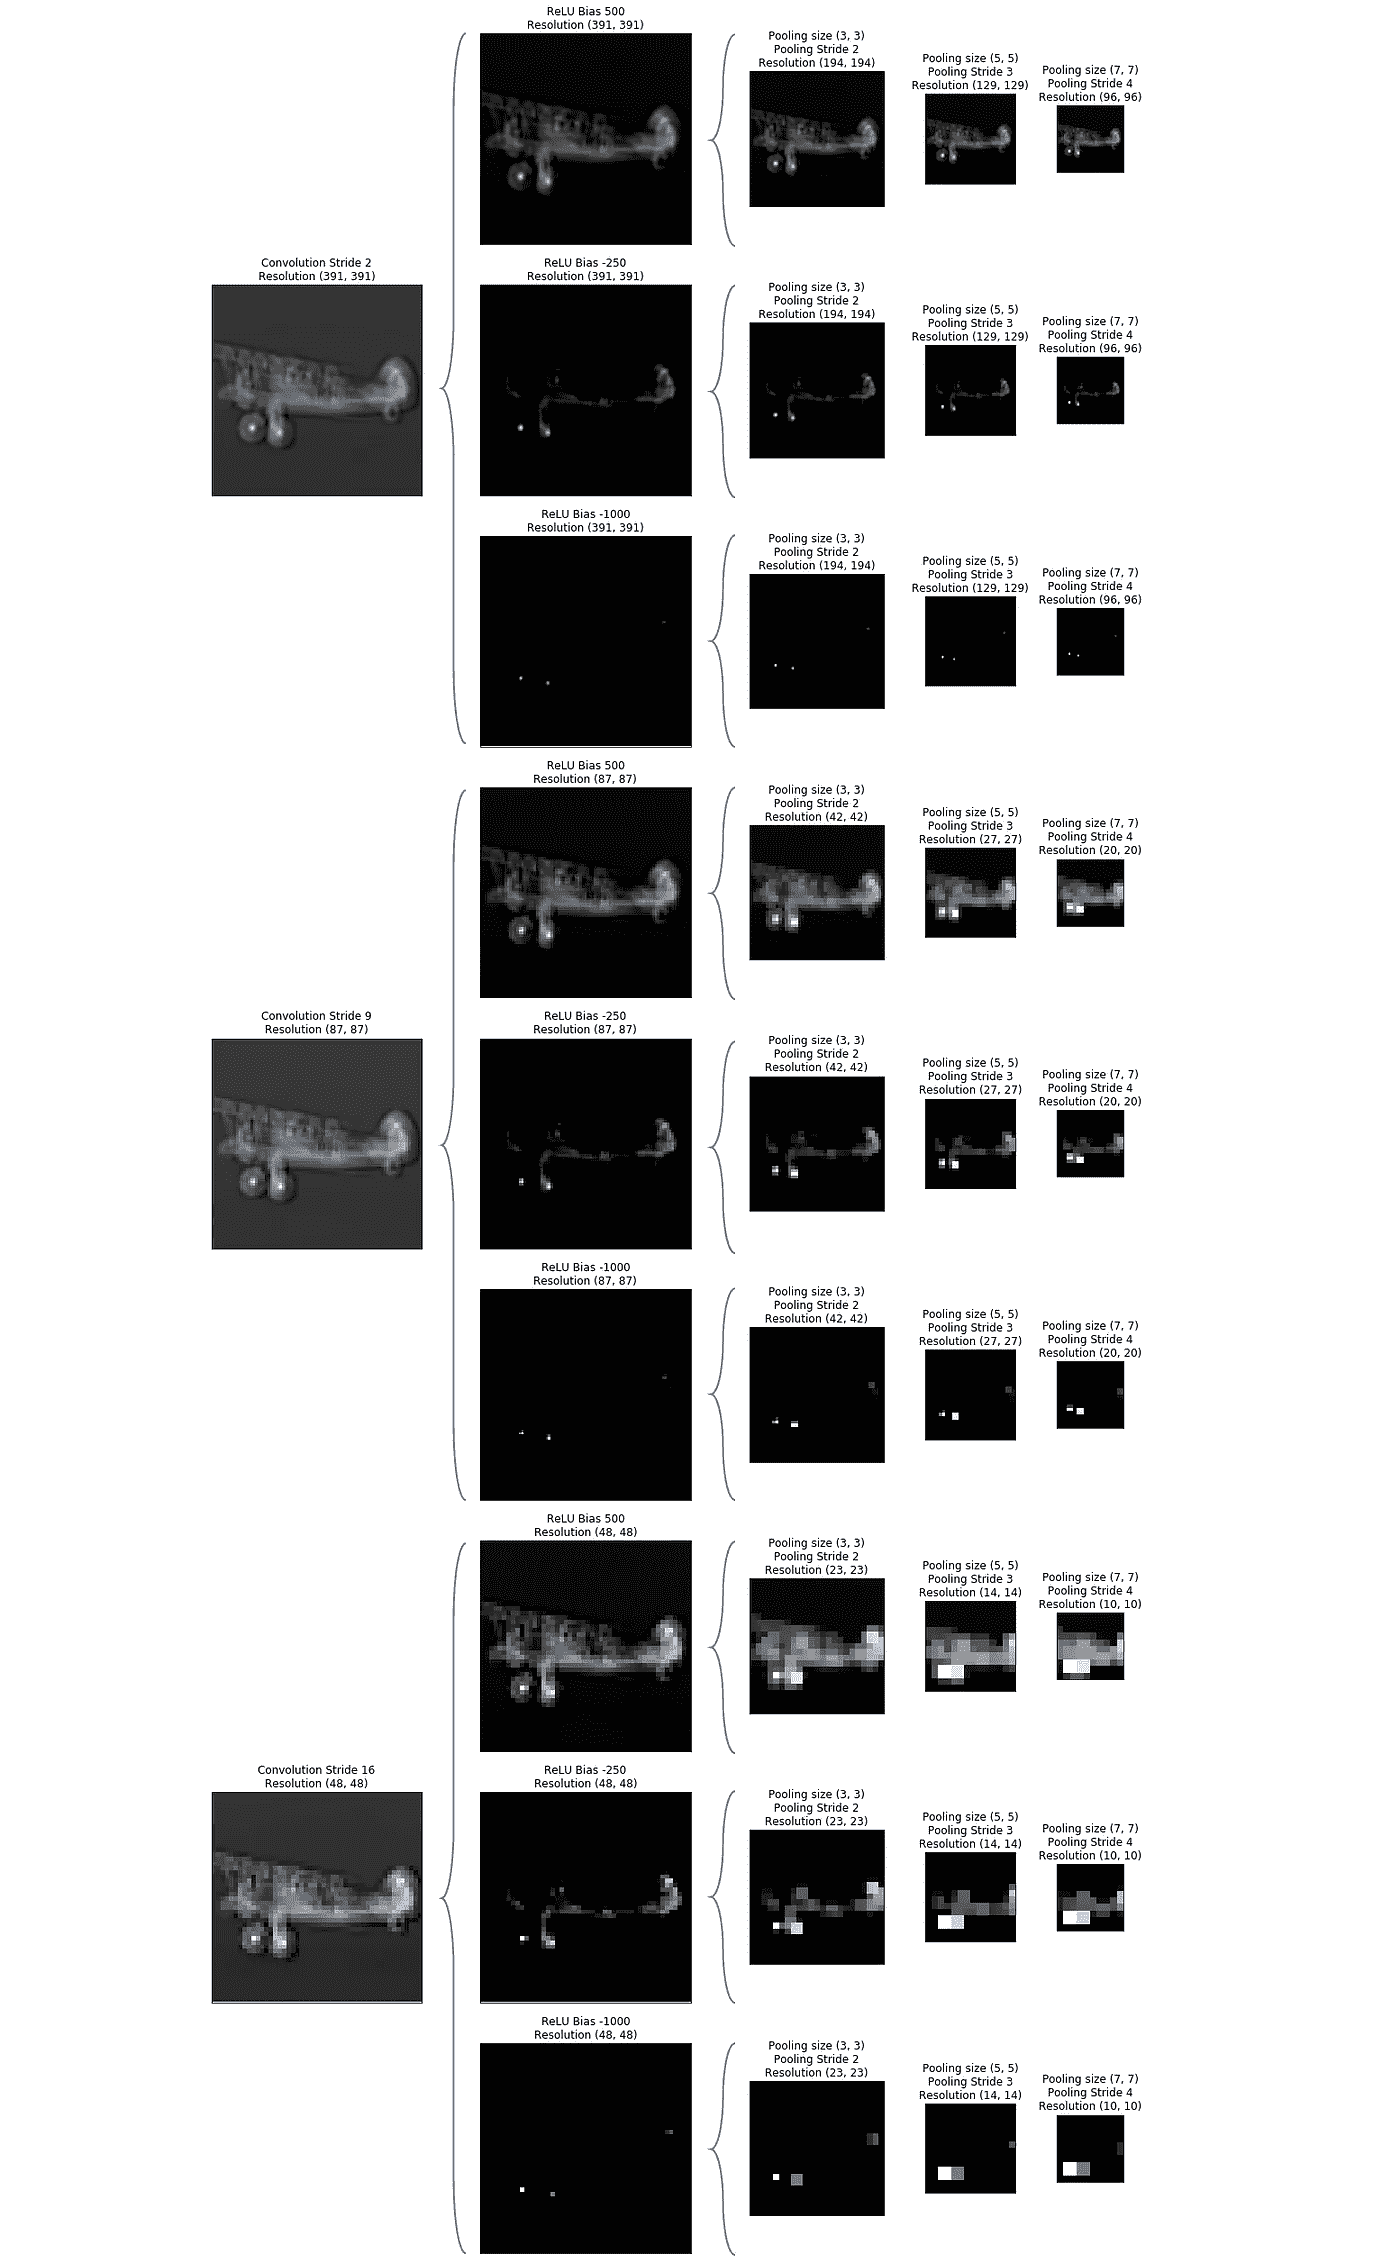 ReLU Bias 500
Resolution (391, 391)
Pooling size (3, 3)
Pooling Stride 2
Resolution (194, 194)
Pooling size (5, 5)
Pooling Stride 3
Resolution (129, 129)
Pooling size (7, 7)
Pooling Stride 4
Resolution (96, 96)
Convolution Stride 2
Resolution (391, 391)
ReLU Bias -250
Resolution (391, 391)
Pooling size (3, 3)
Pooling Stride 2
Resolution (194, 194)
Pooling size (5, 5)
Pooling Stride 3
Resolution (129, 129)
Pooling size (7, 7)
Pooling Stride 4
Resolution (96, 96)
ReLU Bias -1000
Resolution (391, 391)
Pooling size (3, 3)
Pooling Stride 2
Resolution (194, 194)
Pooling size (5, 5)
Pooling Stride 3
Resolution (129, 129)
Pooling size (7, 7)
Pooling Stride 4
Resolution (96, 96)
ReLU Bias 500
Resolution (87, 87)
Pooling size (3, 3)
Pooling Stride 2
Resolution (42, 42)
Pooling size (5, 5)
Pooling Stride 3
Resolution (27, 27)
Pooling size (7, 7)
Pooling Stride 4
Resolution (20, 20)
Convolution Stride 9
Resolution (87, 87)
ReLU Bias -250
Resolution (87, 87)
Pooling size (3, 3)
Pooling Stride 2
Resolution (42, 42)
Pooling size (5, 5)
Pooling Stride 3
Resolution (27, 27)
Pooling size (7, 7)
Pooling Stride 4
Resolution (20, 20)
ReLU Bias -1000
Resolution (87, 87)
Pooling size (3, 3)
Pooling Stride 2
Resolution (42, 42)
Pooling size (5, 5)
Pooling Stride 3
Resolution (27, 27)
Pooling size (7, 7)
Pooling Stride 4
Resolution (20, 20)
ReLU Bias 500
Resolution (48, 48)
Pooling size (3, 3)
Pooling Stride 2
Resolution (23, 23)
Pooling size (5, 5)
Pooling Stride 3
Resolution (14, 14)
Pooling size (7, 7)
Pooling Stride 4
Resolution (10, 10)
Convolution Stride 16
Resolution (48, 48)
ReLU Bias -250
Resolution (48, 48)
Pooling size (3, 3)
Pooling Stride 2
Resolution (23, 23)
Pooling size (5, 5)
Pooling Stride 3
Resolution (14, 14)
Pooling size (7, 7)
Pooling Stride 4
Resolution (10, 10)
ReLU Bias -1000
Resolution (48, 48)
Pooling size (3, 3)
Pooling Stride 2
Resolution (23, 23)
Pooling size (5, 5)
Pooling Stride 3
Resolution (14, 14)
Pooling size (7, 7)
Pooling Stride 4
Resolution (10, 10)